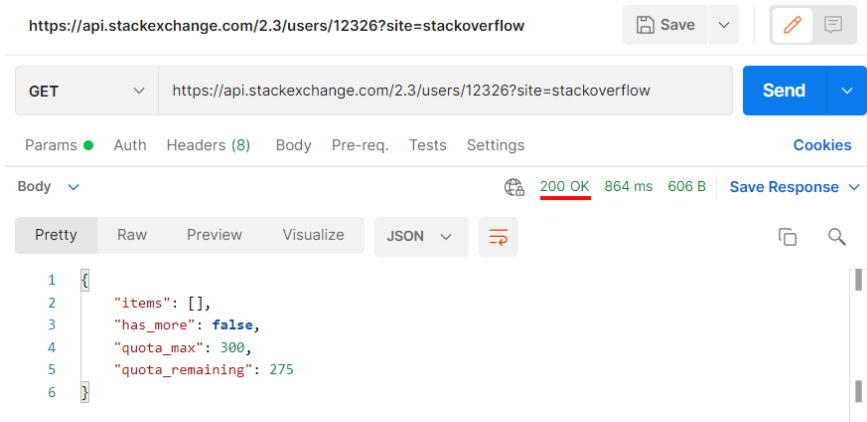 https://api.stackexchange.com/2.3/users/12326?site=stackoverflow Save
GET https://api.stackexchange.com/2.3/users/12326?site=stackoverflow Send
Params Auth Headers (8) Body Pre-req. Tests Settings Cookies
Body 200 OK 864 ms 606 B Save Response
Pretty Raw Preview Visualize JSON
1 {
2 "items": [],
3 "has_more": false,
4 "quota_max": 300,
5 "quota_remaining": 275
6 }